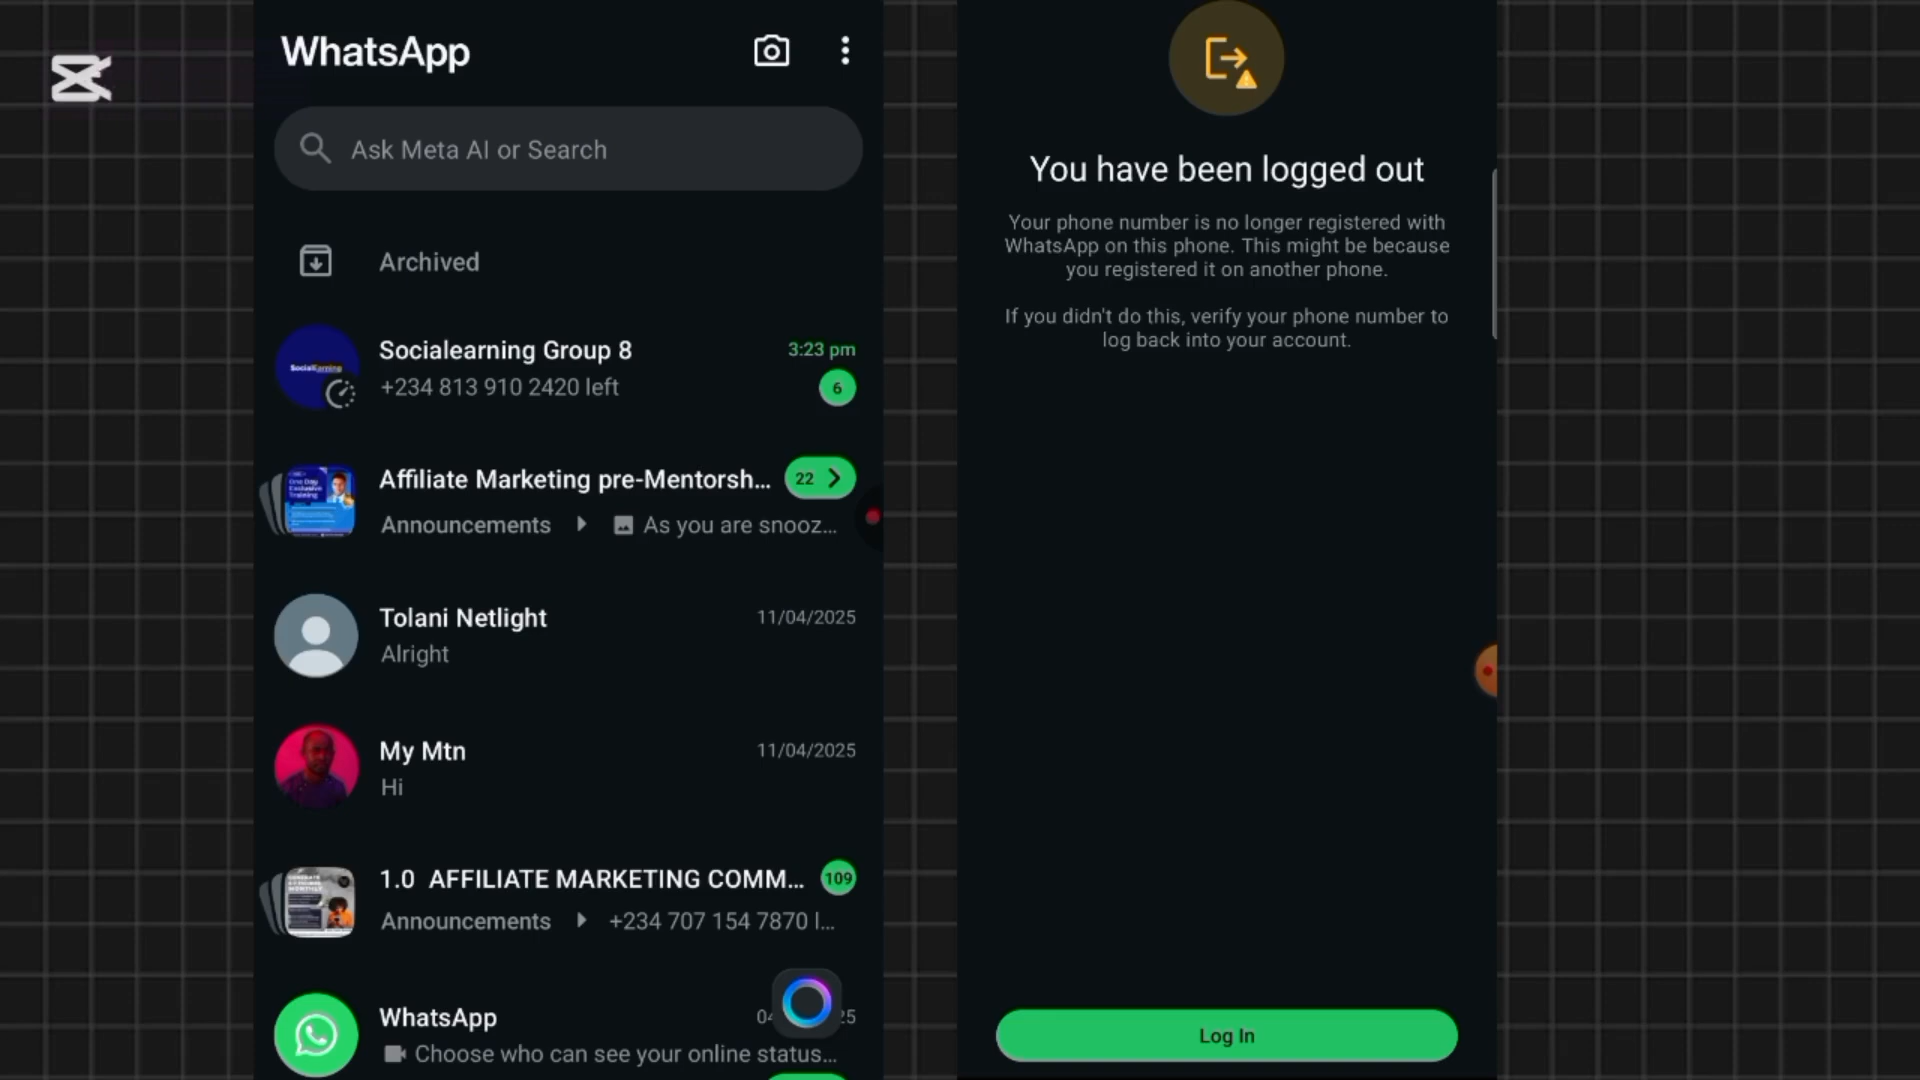 WhatsApp
Ask Meta AI or Search
Archived
Socialearning Group 8
3:23 pm
+234 813 910 2420 left
6
SocialEarning
Affiliate Marketing pre-Mentorsh...
22
Announcements
As you are snooz...
One Day
Exclusive
Training
Tolani Netlight
11/04/2025
Alright
My Mtn
11/04/2025
Hi
1.0 AFFILIATE MARKETING COMM...
109
Announcements
+234 707 154 7870 l...
WhatsApp
Choose who can see your online status...
You have been logged out
Your phone number is no longer registered with
WhatsApp on this phone. This might be because
you registered it on another phone.
If you didn't do this, verify your phone number to
log back into your account.
Log In